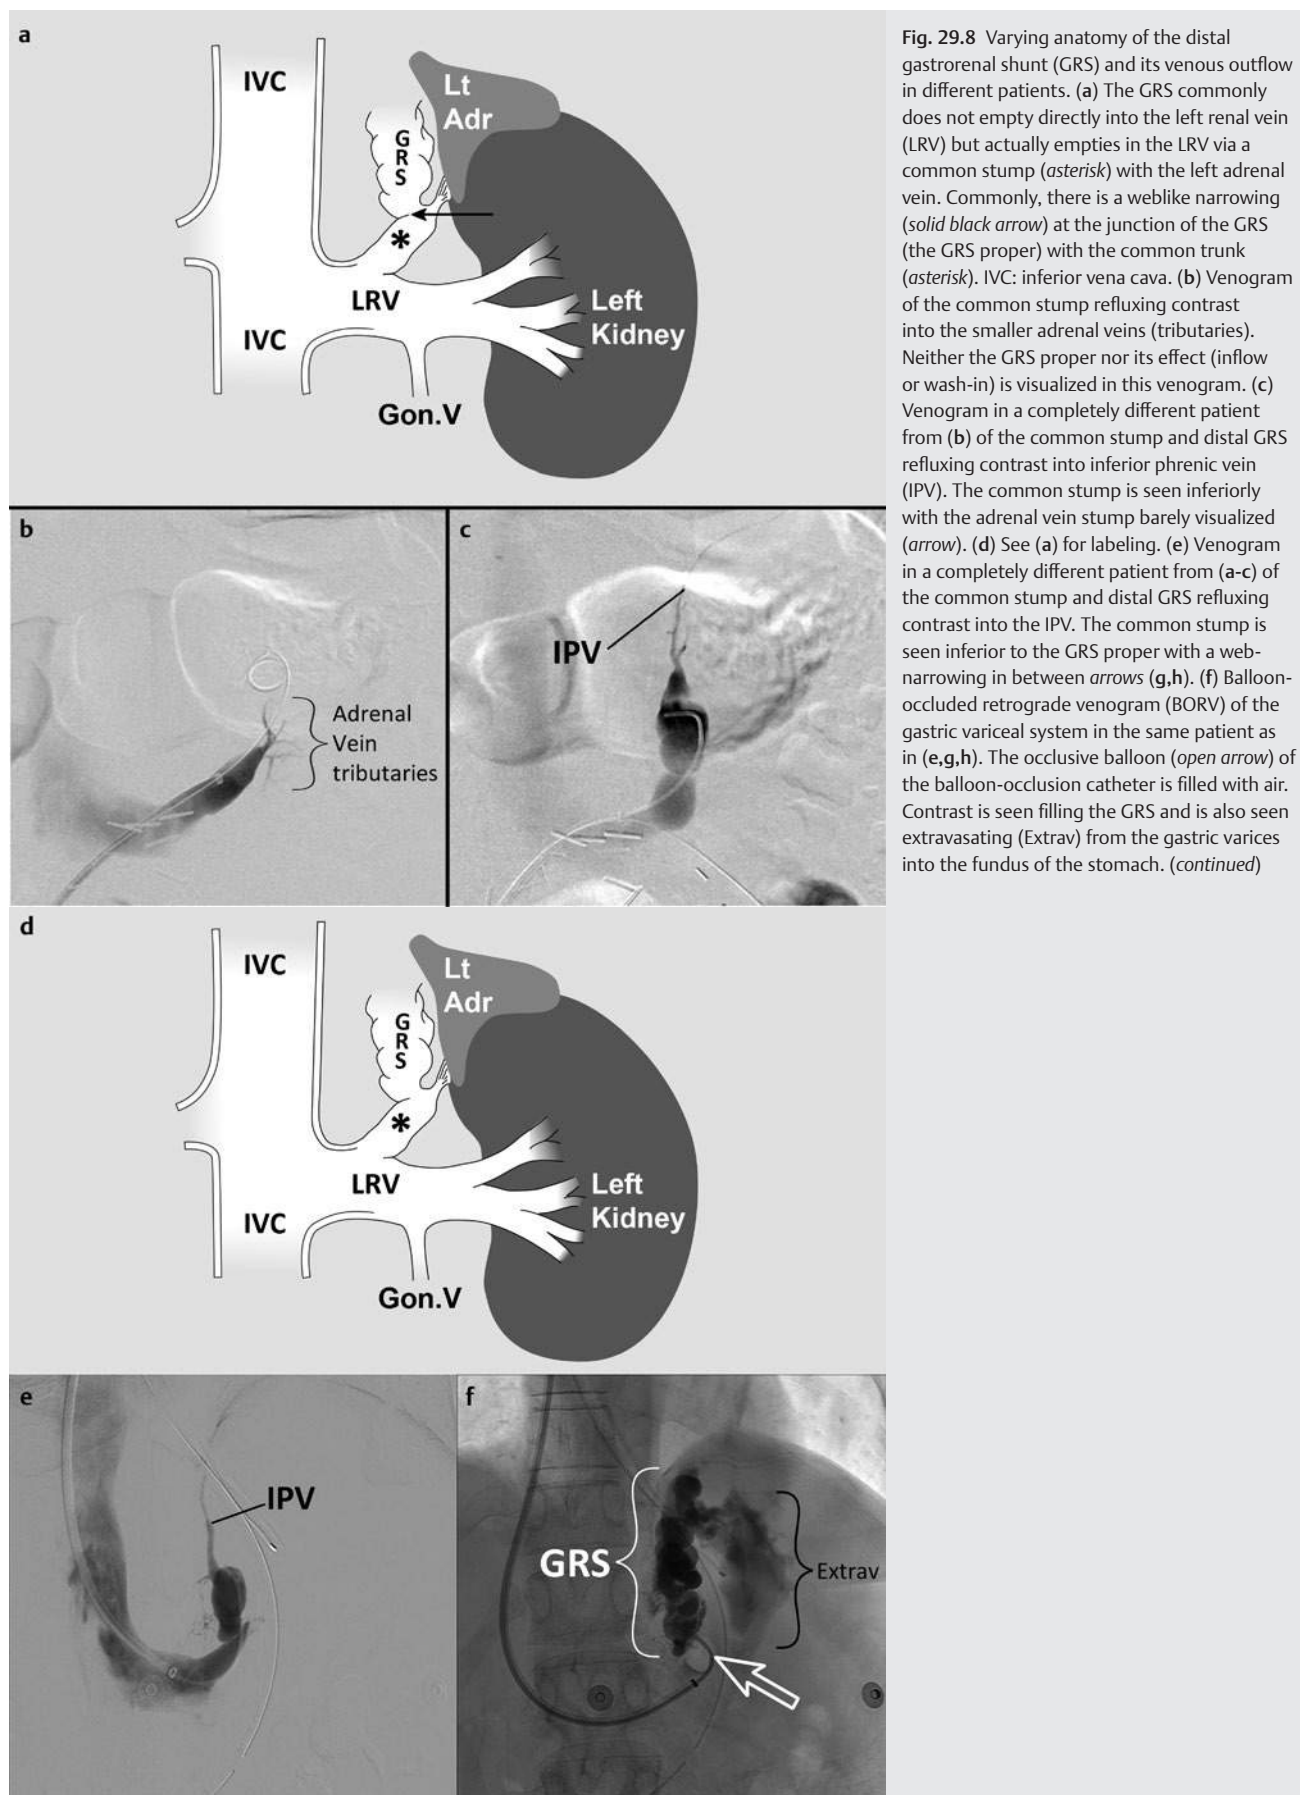 a
IVC
Lt
Adr
G
R
S
*
LRV
Left
Kidney
IVC
Gon.V
b
Adrenal
Vein
tributaries
c
IPV
d
IVC
Lt
Adr
G
R
S
*
LRV
Left
Kidney
IVC
Gon.V
e
IPV
f
GRS
Extrav
Fig. 29.8 Varying anatomy of the distal
gastrorenal shunt (GRS) and its venous outflow
in different patients. (a) The GRS commonly
does not empty directly into the left renal vein
(LRV) but actually empties in the LRV via a
common stump (asterisk) with the left adrenal
vein. Commonly, there is a weblike narrowing
(solid black arrow) at the junction of the GRS
(the GRS proper) with the common trunk
(asterisk). IVC: inferior vena cava. (b) Venogram
of the common stump refluxing contrast
into the smaller adrenal veins (tributaries).
Neither the GRS proper nor its effect (inflow
or wash-in) is visualized in this venogram. (c)
Venogram in a completely different patient
from (b) of the common stump and distal GRS
refluxing contrast into inferior phrenic vein
(IPV). The common stump is seen inferiorly
with the adrenal vein stump barely visualized
(arrow). (d) See (a) for labeling. (e) Venogram
in a completely different patient from (a-c) of
the common stump and distal GRS refluxing
contrast into the IPV. The common stump is
seen inferior to the GRS proper with a web-
narrowing in between arrows (g,h). (f) Balloon-
occluded retrograde venogram (BORV) of the
gastric variceal system in the same patient as
in (e,g,h). The occlusive balloon (open arrow) of
the balloon-occlusion catheter is filled with air.
Contrast is seen filling the GRS and is also seen
extravasating (Extrav) from the gastric varices
into the fundus of the stomach. (continued)